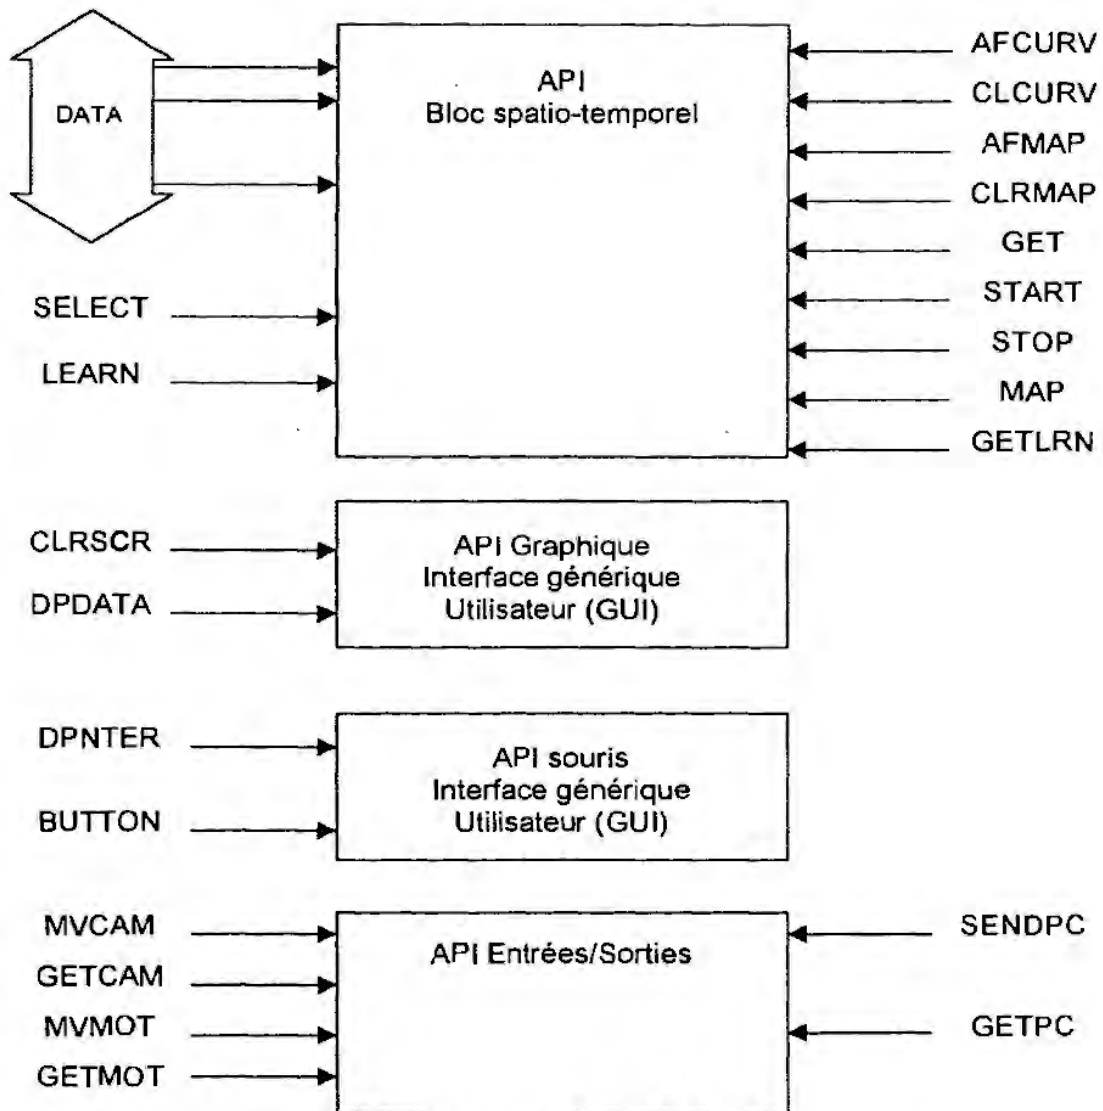 DATA
SELECT
LEARN
API
Bloc spatio-temporel
AFCURV
CLCURV
AFMAP
CLRMAP
GET
START
STOP
MAP
GETLRN
CLRSCR
DPDATA
API Graphique
Interface générique
Utilisateur (GUI)
DPNTER
BUTTON
API souris
Interface générique
Utilisateur (GUI)
MVCAM
GETCAM
MVMOT
GETMOT
API Entrées/Sorties
SENDPC
GETPC